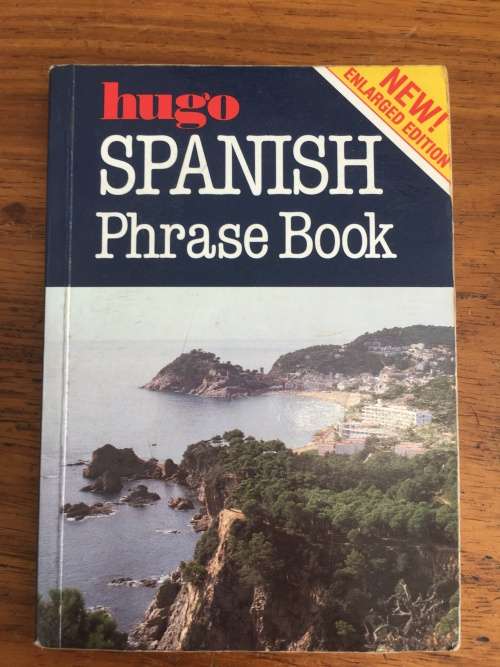 hugo
SPANISH
Phrase Book
NEW!
ENLARGED EDITION